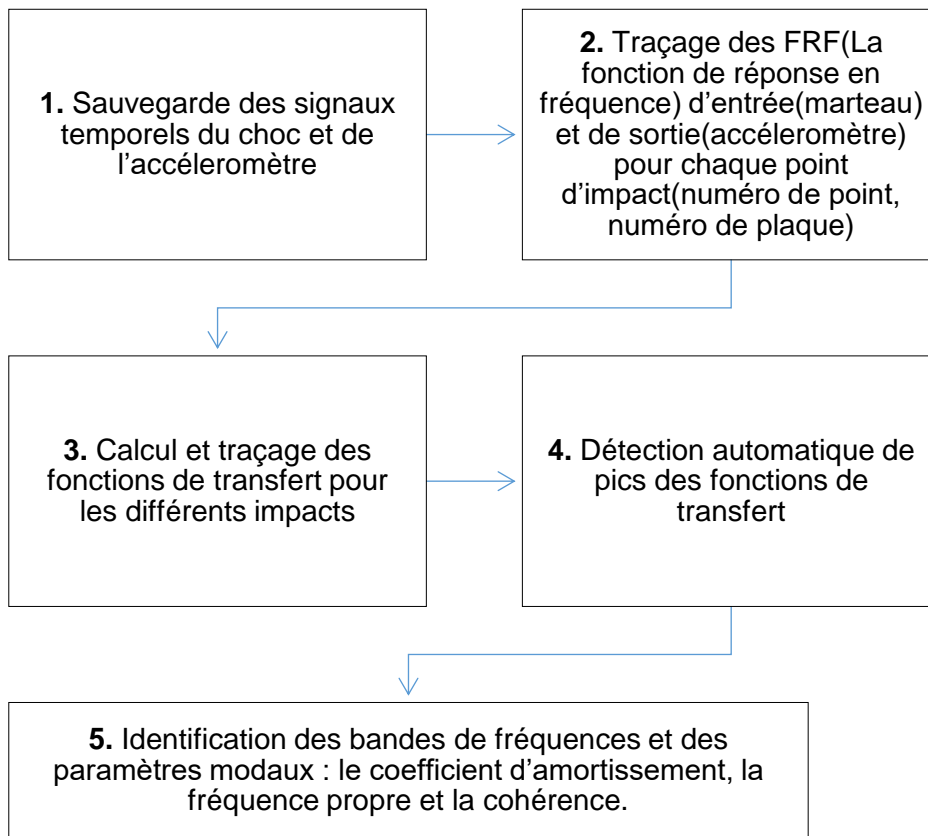 1. Sauvegarde des signaux
temporels du choc et de
l'accéleromètre
2. Traçage des FRF(La
fonction de réponse en
fréquence) d'entrée(marteau)
et de sortie(accéleromètre)
pour chaque point
d'impact(numéro de point,
numéro de plaque)
3. Calcul et traçage des
fonctions de transfert pour
les différents impacts
4. Détection automatique de
pics des fonctions de
transfert
5. Identification des bandes de fréquences et des
paramètres modaux : le coefficient d'amortissement, la
fréquence propre et la cohérence.